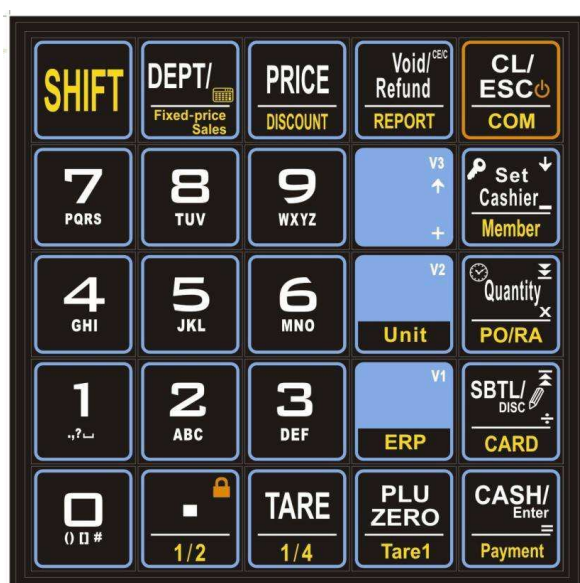 SHIFT
DEPT/
Fixed-price
Sales
PRICE
DISCOUNT
Void/ CE/C
Refund
REPORT
CL/
ESC
COM
7
PQRS
8
TUV
9
WXYZ
V3
+
Set
Cashier_
Member
4
GHI
5
JKL
6
MNO
V2
Unit
Quantity
x
PO/RA
1
.,?⌴
2
ABC
3
DEF
V1
ERP
SBTL/
DISC
÷
CARD
0
() [] #
.
1/2
TARE
1/4
PLU
ZERO
Tare1
CASH/
Enter
=
Payment